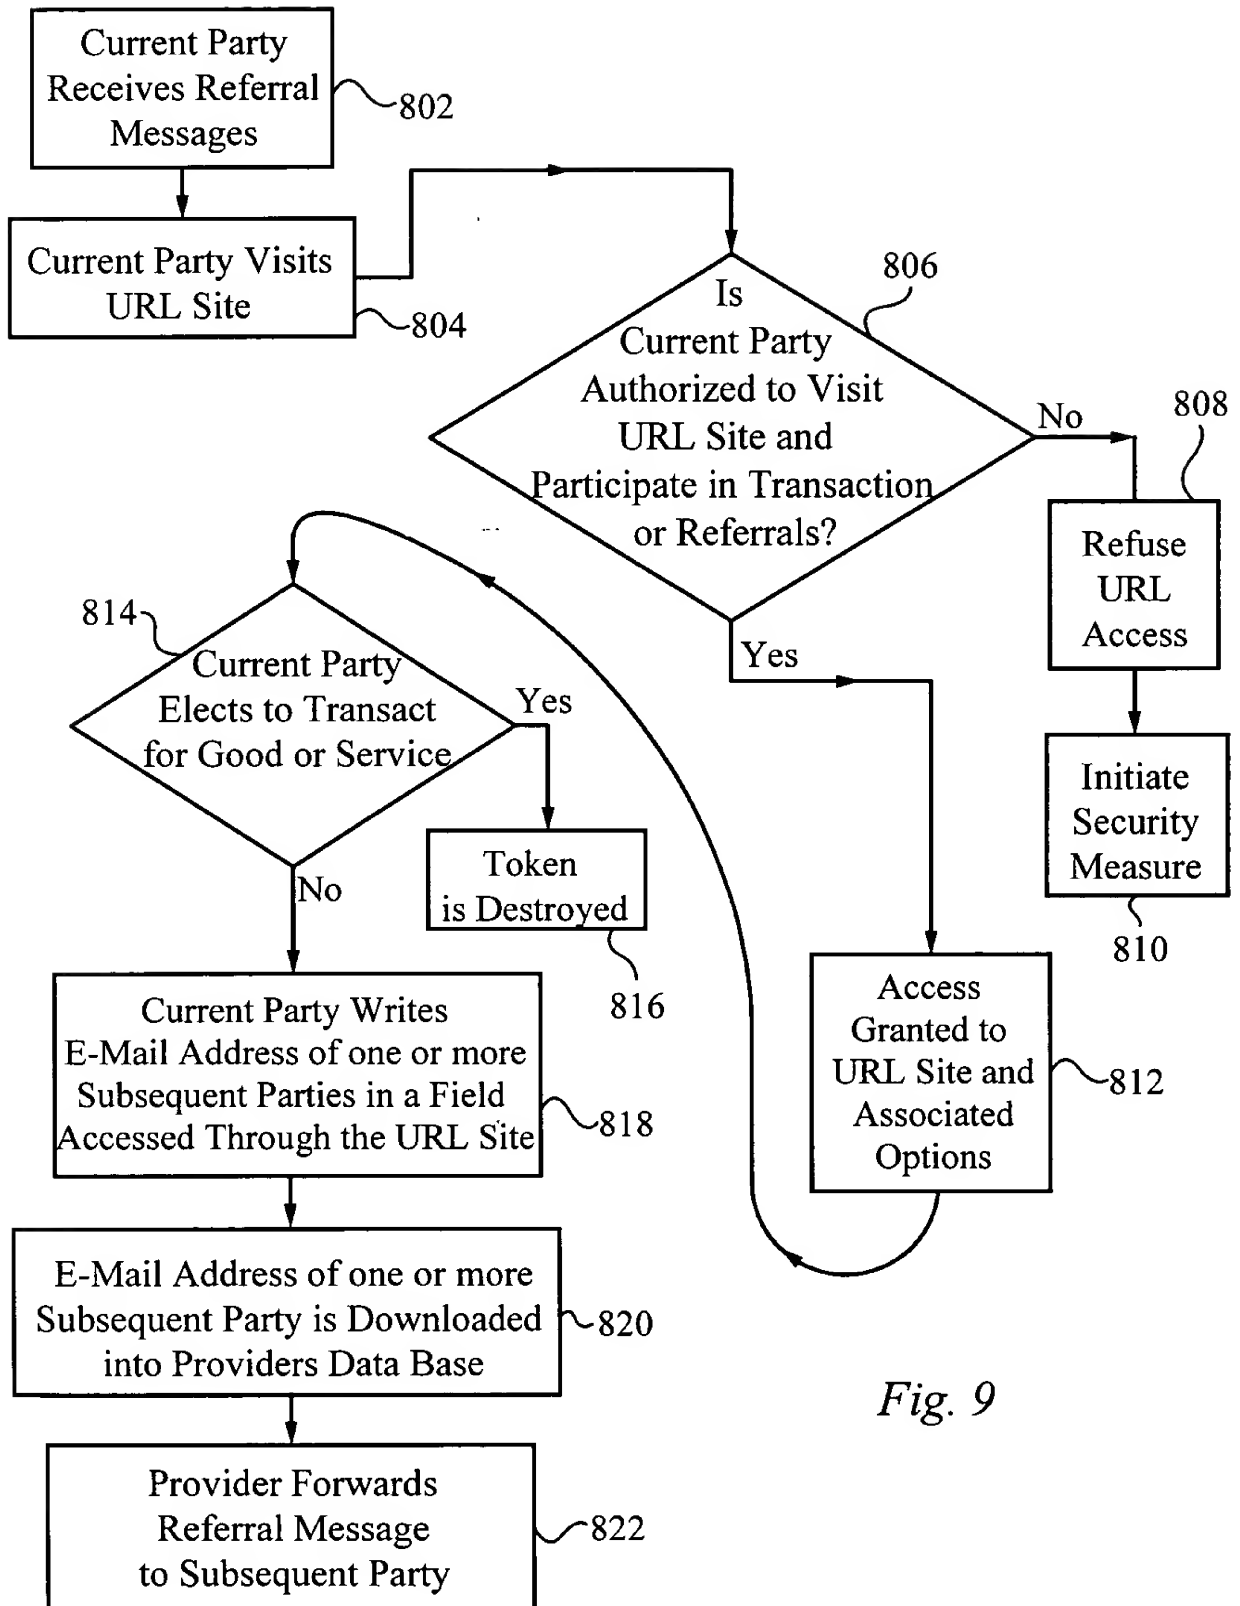 Current Party
Receives Referral
Messages
802
Current Party Visits
URL Site
804
806
Is
Current Party
Authorized to Visit
URL Site and
Participate in Transaction
or Referrals?
No
808
Refuse
URL
Access
Initiate
Security
Measure
810
Yes
Access
Granted to
URL Site and
Associated
Options
812
814
Current Party
Elects to Transact
for Good or Service
Yes
Token
is Destroyed
816
No
Current Party Writes
E-Mail Address of one or more
Subsequent Parties in a Field
Accessed Through the URL Site
818
E-Mail Address of one or more
Subsequent Party is Downloaded
into Providers Data Base
820
Provider Forwards
Referral Message
to Subsequent Party
822
Fig. 9